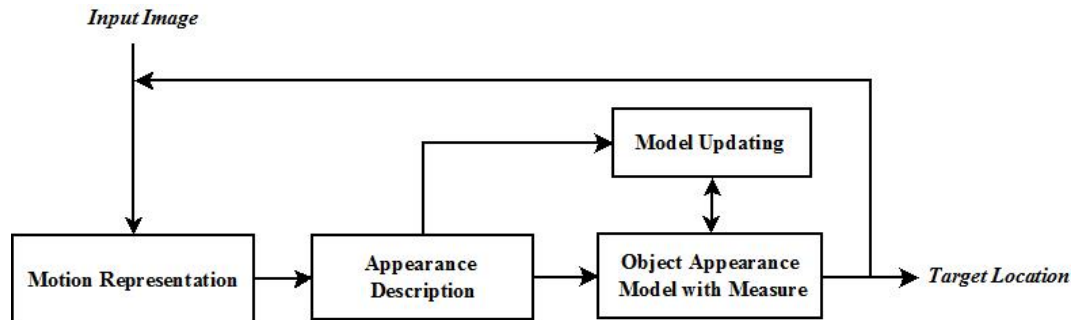 Input Image
Model Updating
Motion Representation
Appearance
Description
Object Appearance
Model with Measure
Target Location